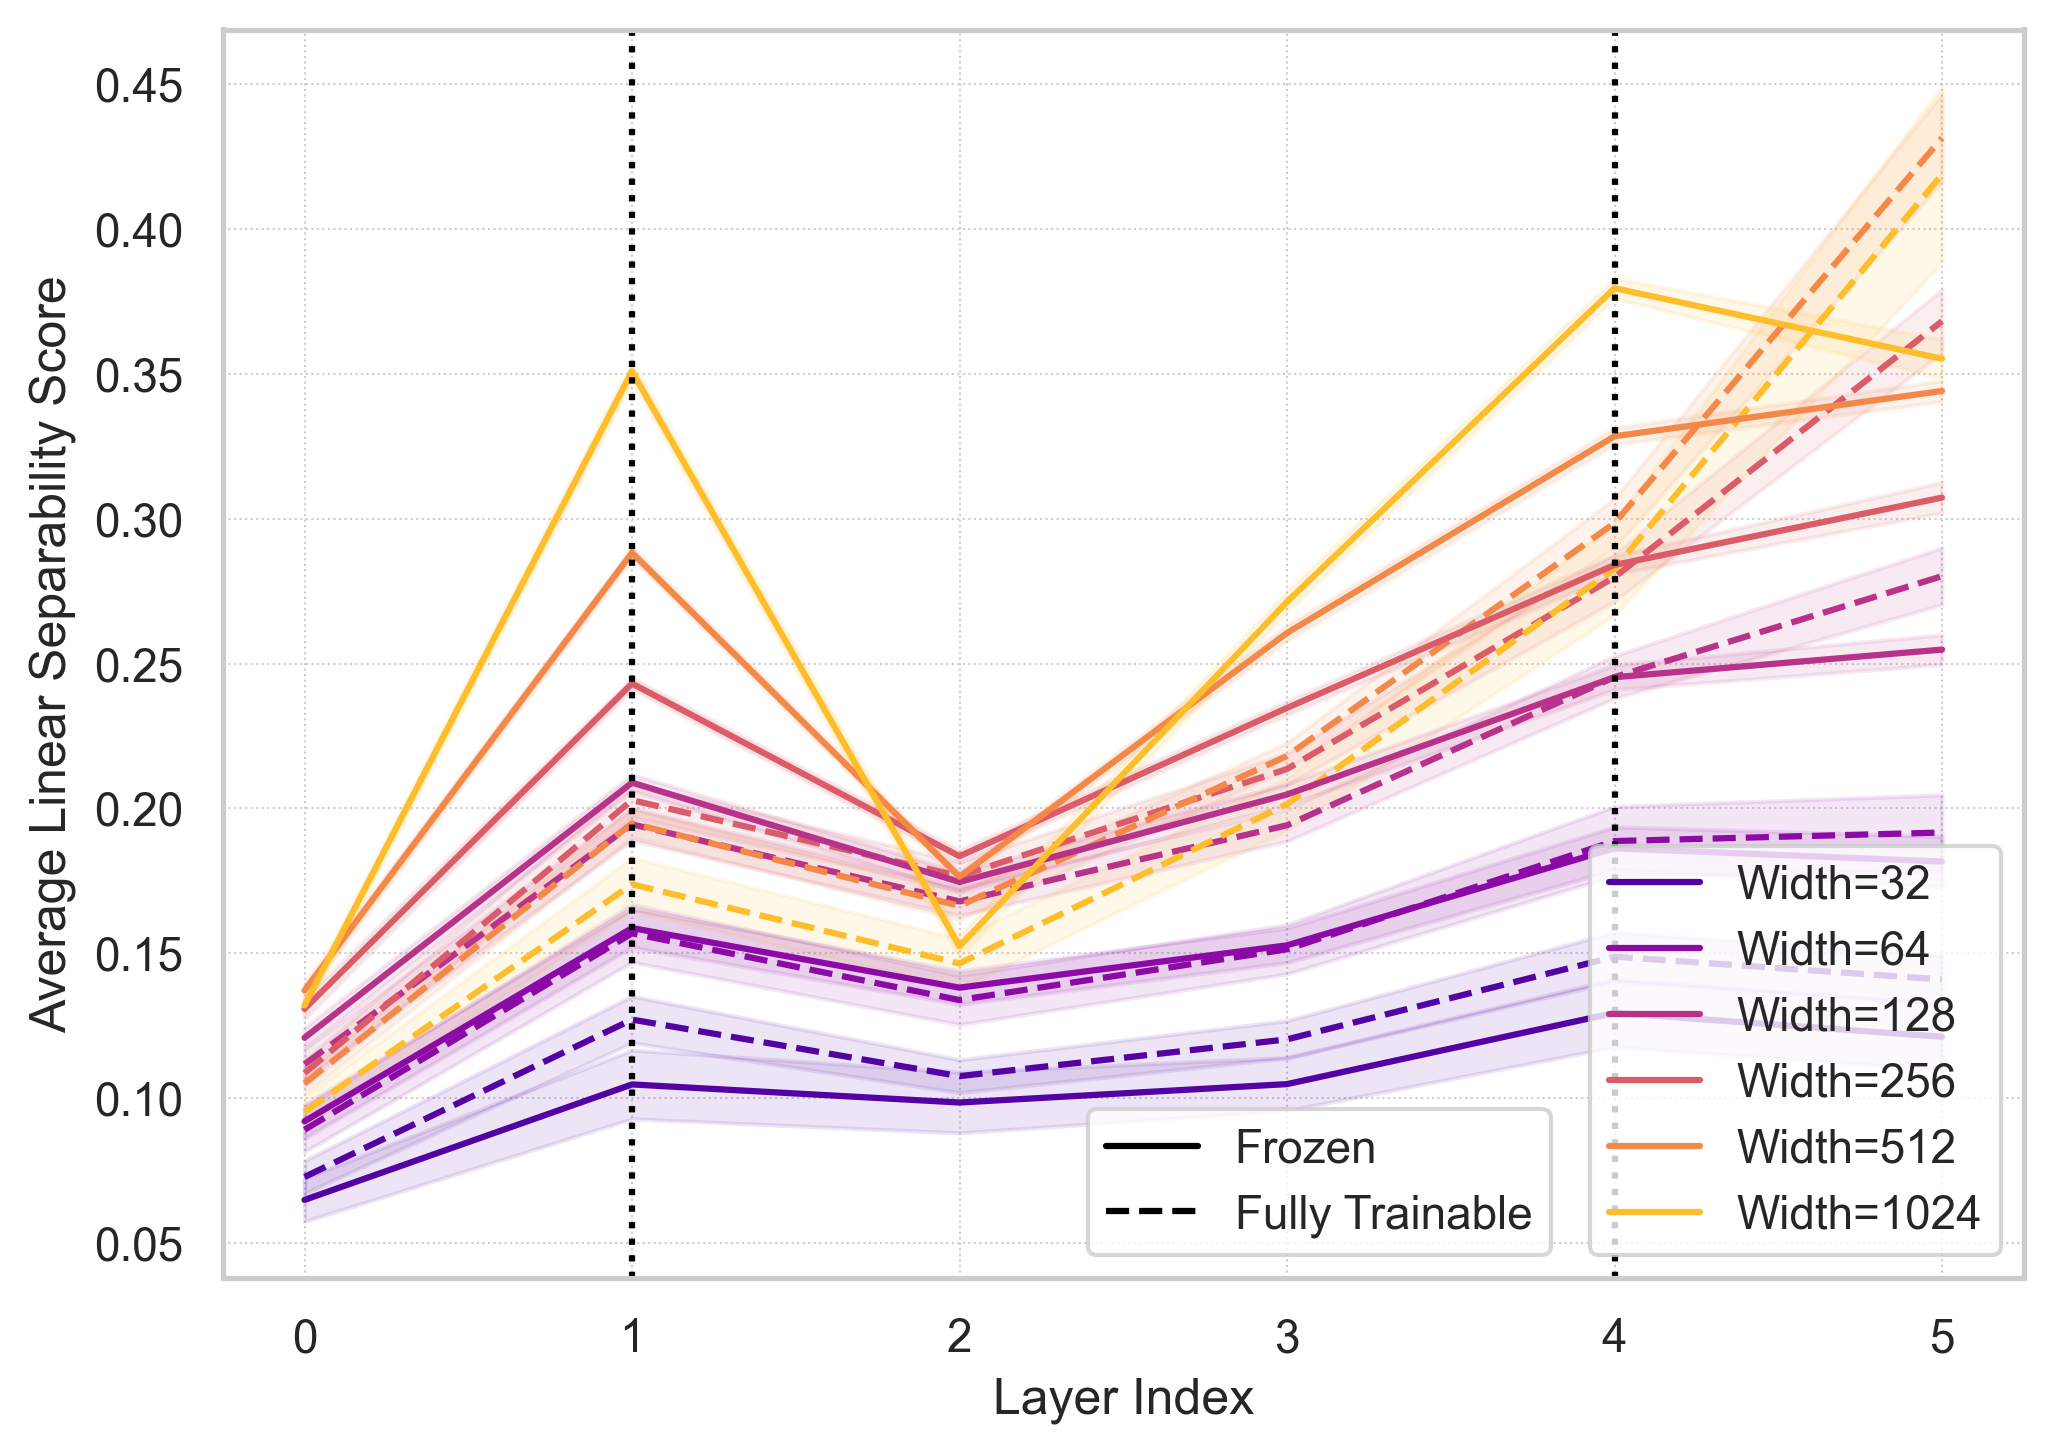 Average Linear Separability Score
0.45
0.40
0.35
0.30
0.25
0.20
0.15
0.10
0.05
Frozen
Fully Trainable
Width=32
Width=64
Width=128
Width=256
Width=512
Width=1024
0 1 2 3 4 5
Layer Index